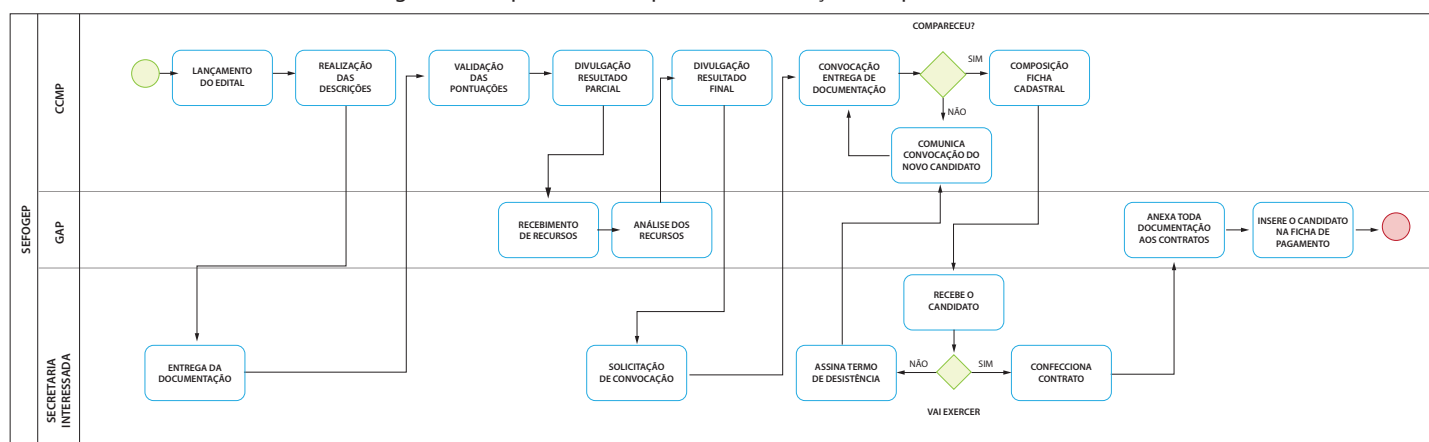 COMPARECEU?
SEFOGEP
CCMP
LANÇAMENTO
DO EDITAL
REALIZAÇÃO
DAS
DESCRIÇÕES
VALIDAÇÃO
DAS
PONTUAÇÕES
DIVULGAÇÃO
RESULTADO
PARCIAL
DIVULGAÇÃO
RESULTADO
FINAL
CONVOCAÇÃO
ENTREGA DE
DOCUMENTAÇÃO
SIM
COMPOSIÇÃO
FICHA
CADASTRAL
NÃO
COMUNICA
CONVOCAÇÃO DO
NOVO CANDIDATO
GAP
RECEBIMENTO
DE RECURSOS
ANÁLISE DOS
RECURSOS
ANEXA TODA
DOCUMENTAÇÃO
AOS CONTRATOS
INSERE O CANDIDATO
NA FICHA DE
PAGAMENTO
SECRETARIA
INTERESSADA
RECEBE O
CANDIDATO
ENTREGA DA
DOCUMENTAÇÃO
SOLICITAÇÃO
DE CONVOCAÇÃO
ASSINA TERMO
DE DESISTÊNCIA
NÃO
SIM
CONFECCIONA
CONTRATO
VAI EXERCER